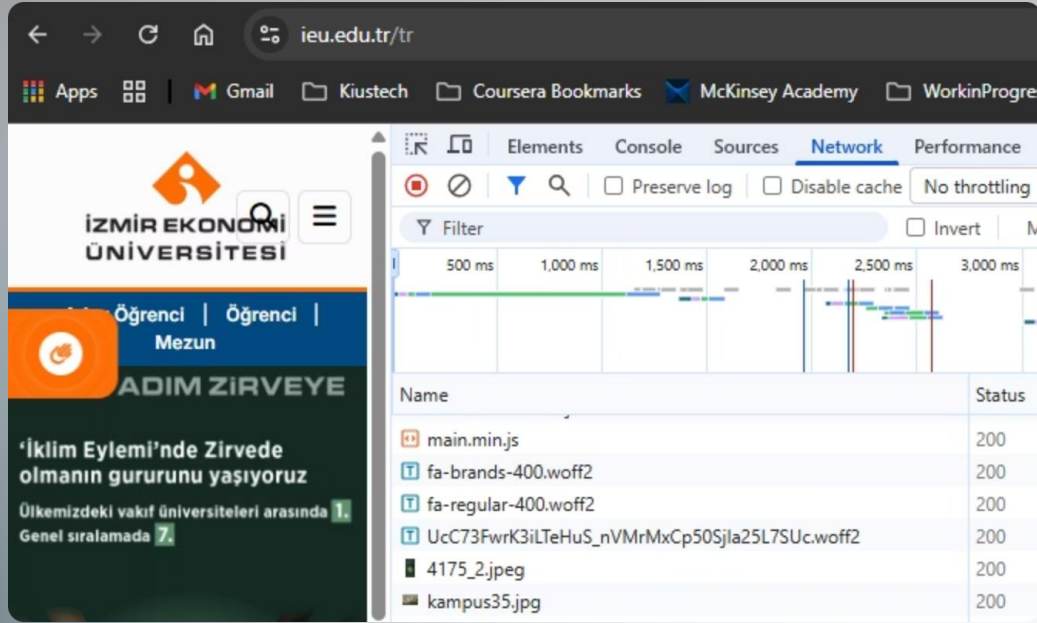 ieu.edu.tr/tr
Apps Gmail Kiustech Coursera Bookmarks McKinsey Academy WorkinProgre
İZMİR EKONOMİ
ÜNİVERSİTESİ
Öğrenci | Öğrenci |
Mezun
ADIM ZİRVEYE
‘İklim Eylemi’nde Zirvede
olmanın gururunu yaşıyoruz
Ülkemizdeki vakıf üniversiteleri arasında 1.
Genel sıralamada 7.
Elements Console Sources Network Performance
Preserve log Disable cache No throttling
Filter Invert
500 ms 1,000 ms 1,500 ms 2,000 ms 2,500 ms 3,000 ms
Name Status
main.min.js 200
fa-brands-400.woff2 200
fa-regular-400.woff2 200
UcC73FwrK3iLTeHuS_nVMrMxCp50SjIa25L7SUc.woff2 200
4175_2.jpeg 200
kampus35.jpg 200